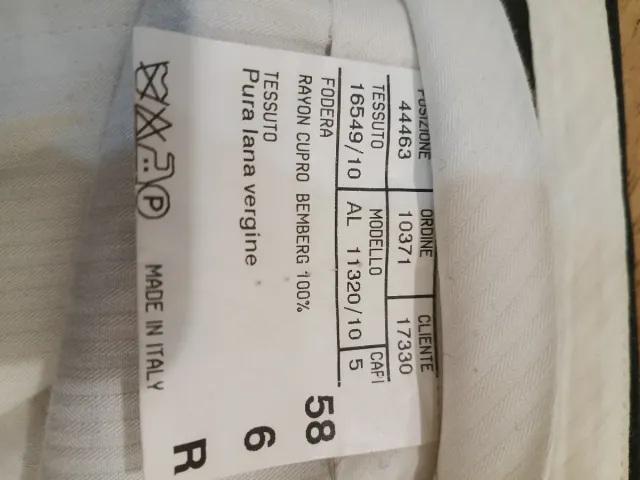 POSIZIONE ORDINE CLIENTE
44463 10371 17330
TESSUTO MODELLO CAPI
16549/10 AL 11320/10 5
FODERA
RAYON CUPRO BEMBERG 100% 58
TESSUTO
Pura lana vergine 6
P MADE IN ITALY R